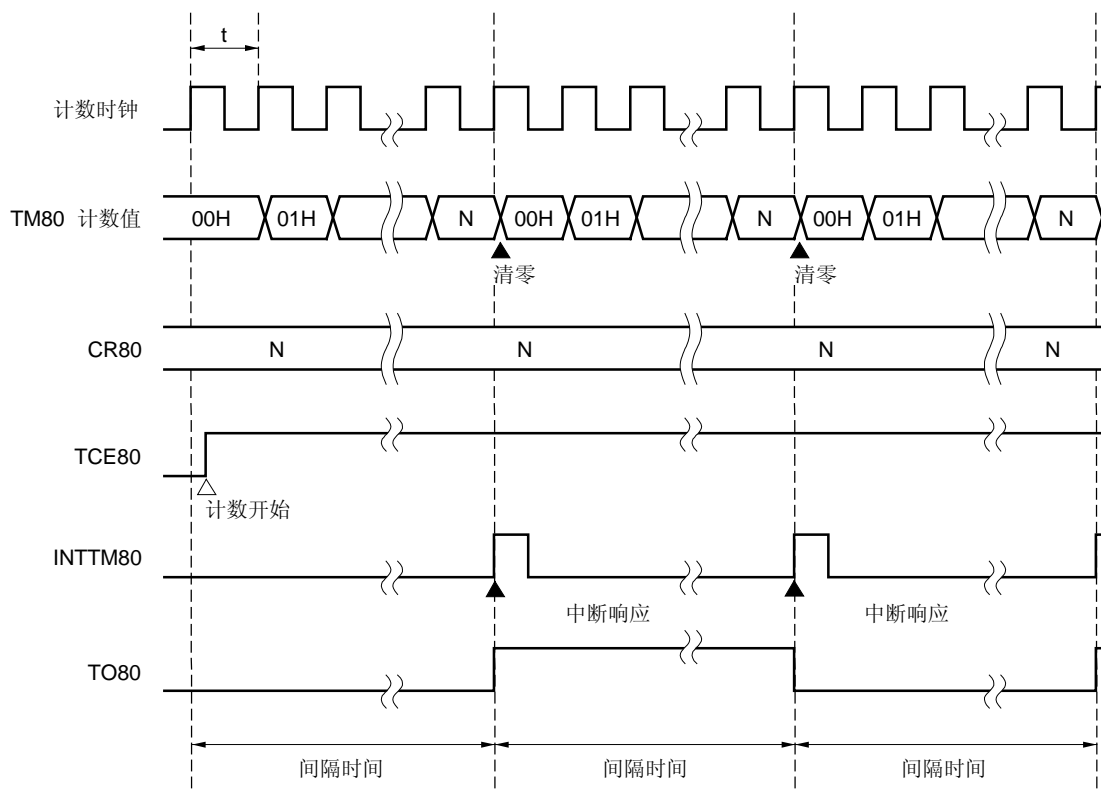 t
计数时钟
TM80 计数值 00H 01H N 00H 01H N 00H 01H N
清零 清零
CR80 N N N N
TCE80
计数开始
INTTM80
中断响应 中断响应
TO80
间隔时间 间隔时间 间隔时间